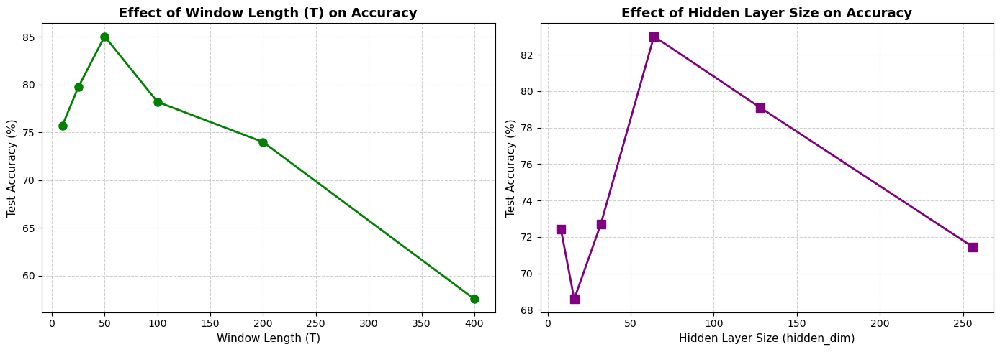 Effect of Window Length (T) on Accuracy
Test Accuracy (%)
85
80
75
70
65
60
0 50 100 150 200 250 300 350 400
Window Length (T)
Effect of Hidden Layer Size on Accuracy
Test Accuracy (%)
82
80
78
76
74
72
70
68
0 50 100 150 200 250
Hidden Layer Size (hidden_dim)